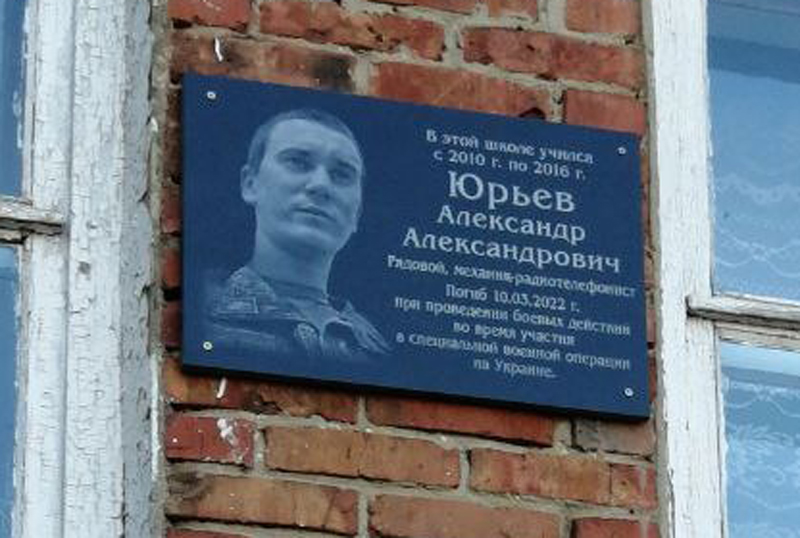 В этой школе учился
с 2010 г. по 2016 г.
Юрьев
Александр
Александрович
Рядовой, механик-радиотелефонист
Погиб 10.03.2022 г.
при проведении боевых действий
во время участия
в специальной военной операции
на Украине.